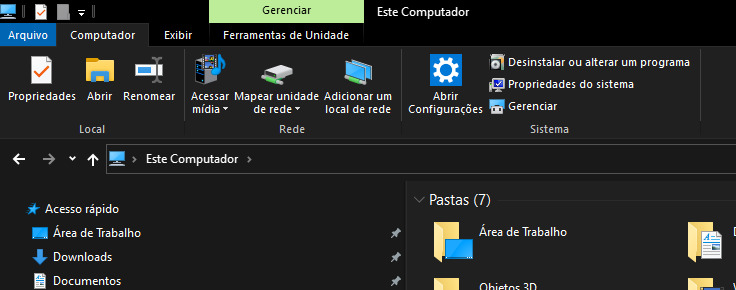 Gerenciar
Este Computador
Arquivo
Computador
Exibir
Ferramentas de Unidade
Propriedades
Abrir
Renomear
Acessar
mídia
Mapear unidade
de rede
Adicionar um
local de rede
Abrir
Configurações
Desinstalar ou alterar um programa
Propriedades do sistema
Gerenciar
Local
Rede
Sistema
Este Computador
Acesso rápido
Área de Trabalho
Downloads
Documentos
Pastas (7)
Área de Trabalho
Objetos 3D